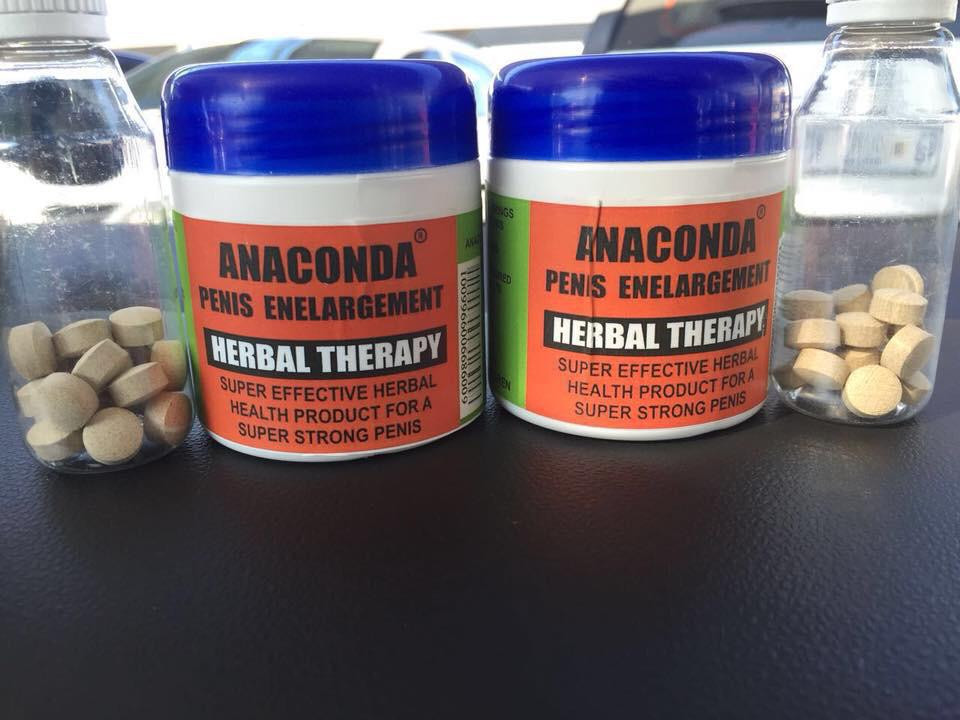 ANACONDA®
PENIS ENELARGEMENT
HERBAL THERAPY
SUPER EFFECTIVE HERBAL
HEALTH PRODUCT FOR A
SUPER STRONG PENIS
ANACONDA®
PENIS ENELARGEMENT
HERBAL THERAPY
SUPER EFFECTIVE HERBAL
HEALTH PRODUCT FOR A
SUPER STRONG PENIS